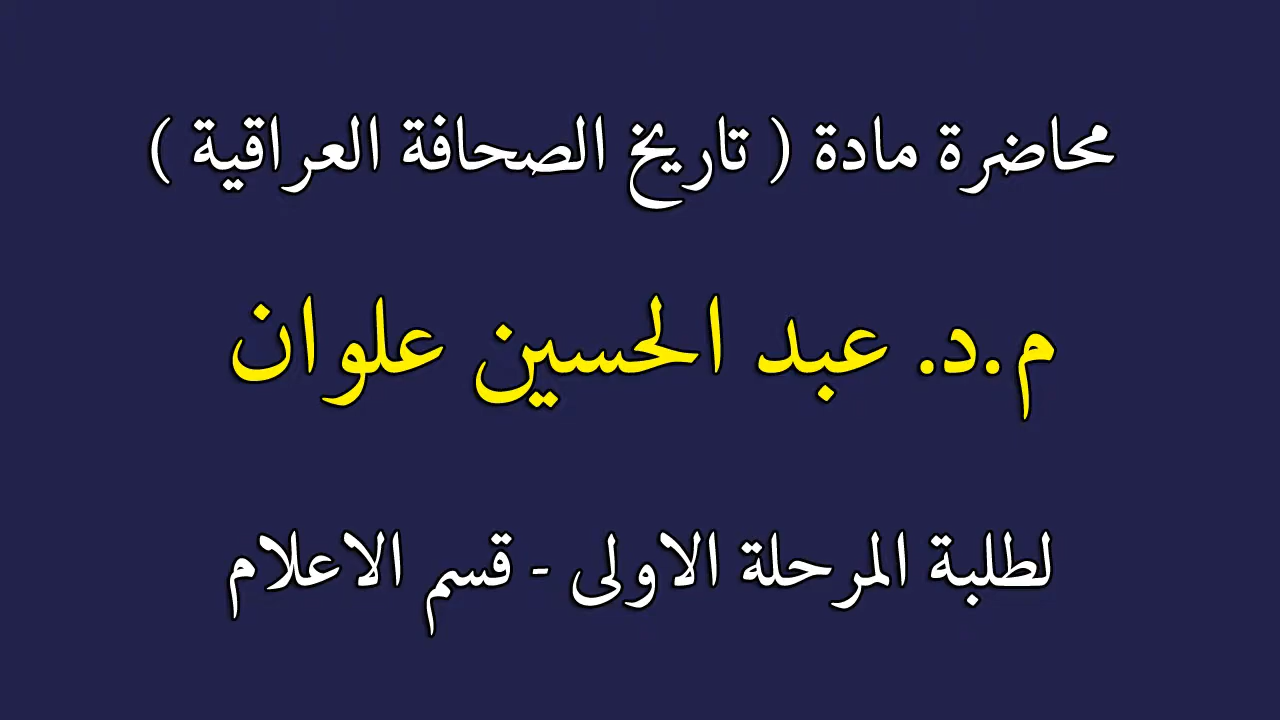 محاضرة مادة ( تاريخ الصحافة العراقية )
م.د. عبد الحسين علوان
لطلبة المرحلة الاولى - قسم الاعلام